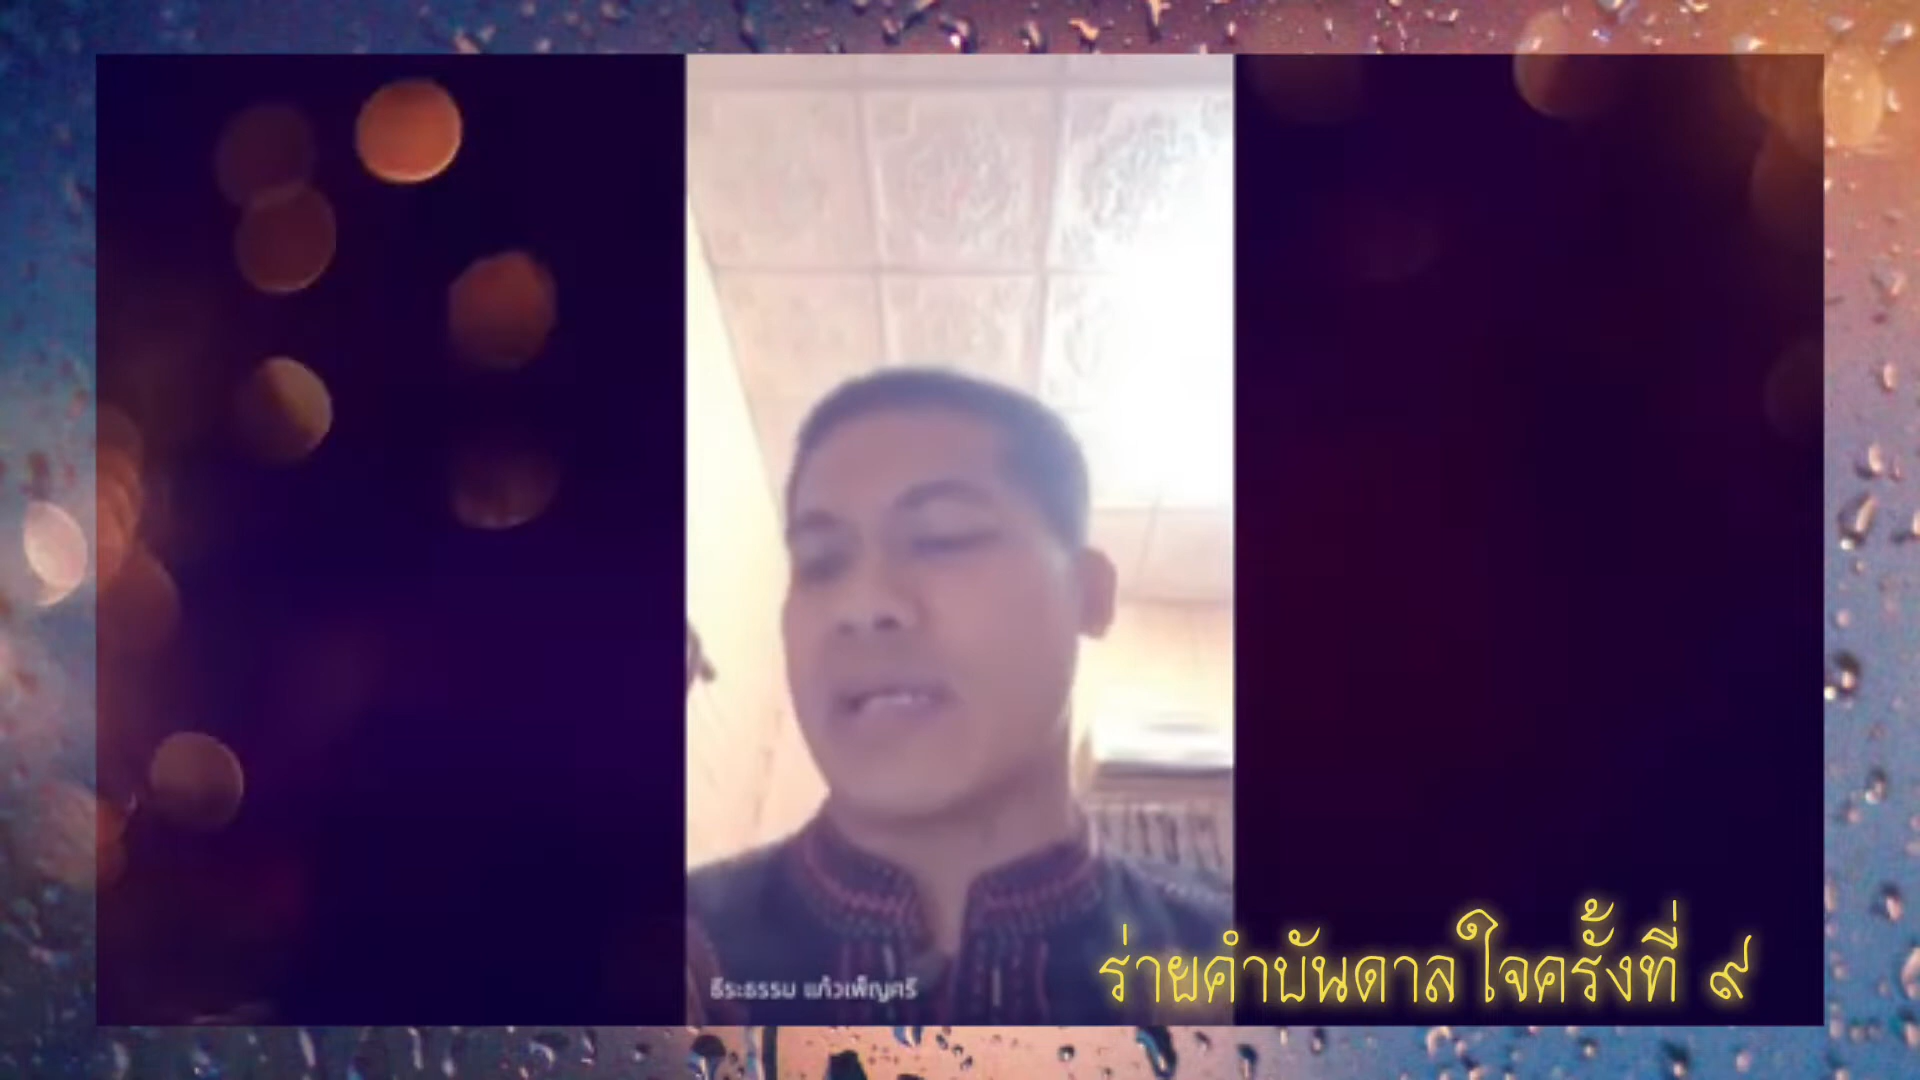 ธีระธรรม แก้วเพ็ญศรี
ร่ายคำบันดาลใจครั้งที่ ๙